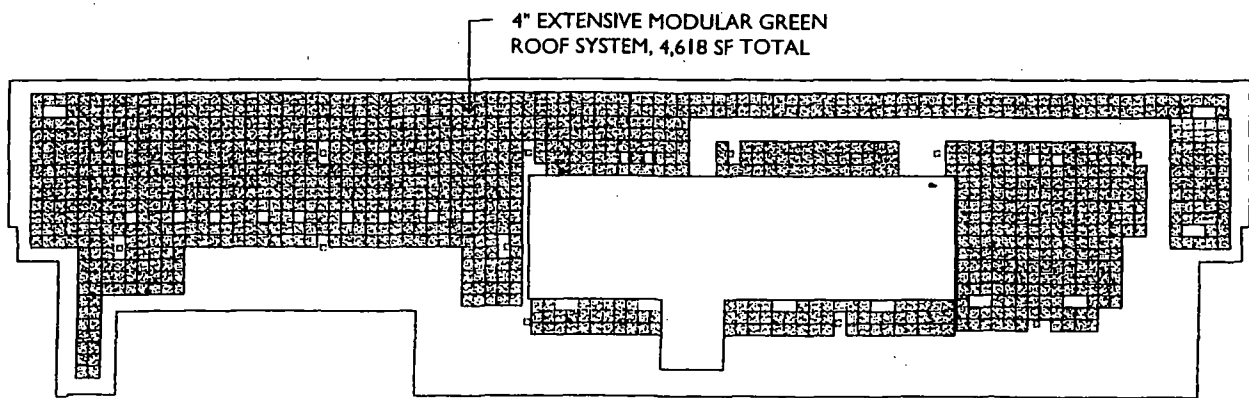 4" EXTENSIVE MODULAR GREEN
ROOF SYSTEM, 4,618 SF TOTAL